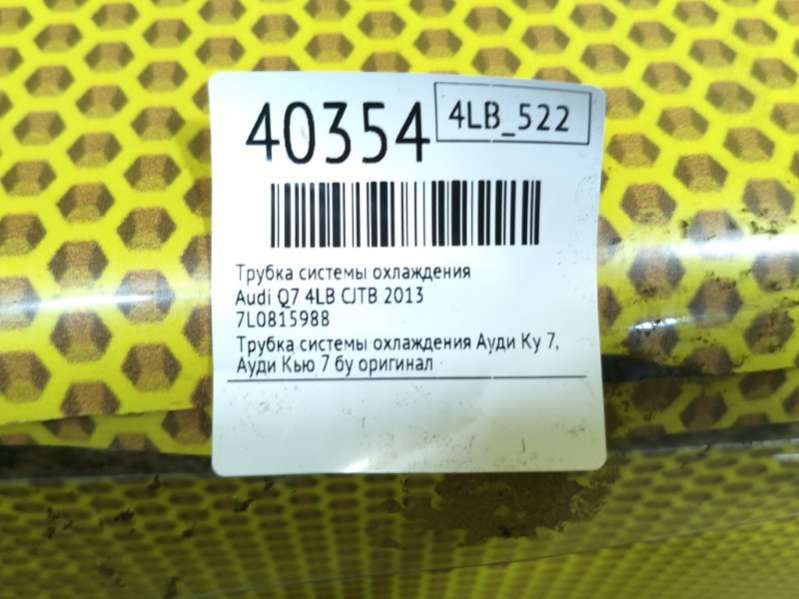 40354
4LB_522
Трубка системы охлаждения
Audi Q7 4LB CJTB 2013
7L0815988
Трубка системы охлаждения Ауди Ку 7,
Ауди Кью 7 бу оригинал